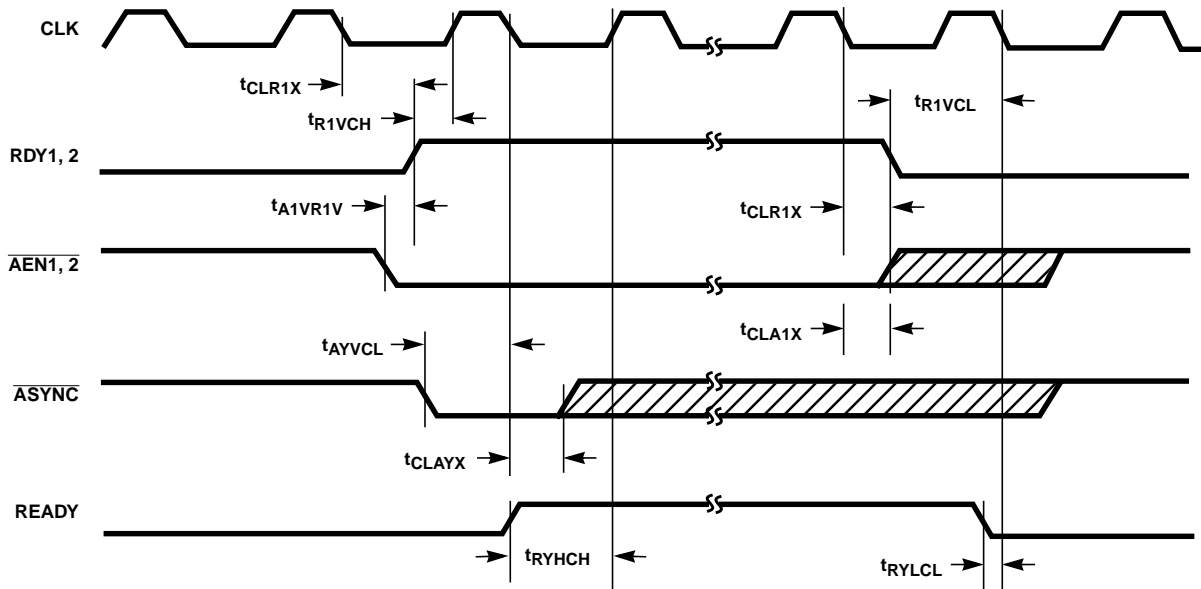 CLK
tCLR1X
tR1VCL
tR1VCH
RDY1, 2
tA1VR1V
tCLR1X
AEN1, 2
tAYVCL
tCLA1X
ASYNC
tCLAYX
READY
tRYHCH
tRYLCL